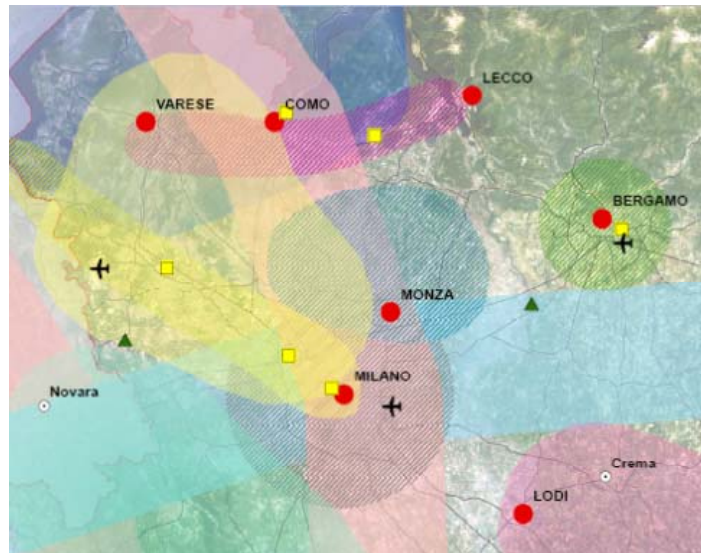 LECCO
VARESE
COMO
BERGAMO
MONZA
MILANO
Novara
Crema
LODI